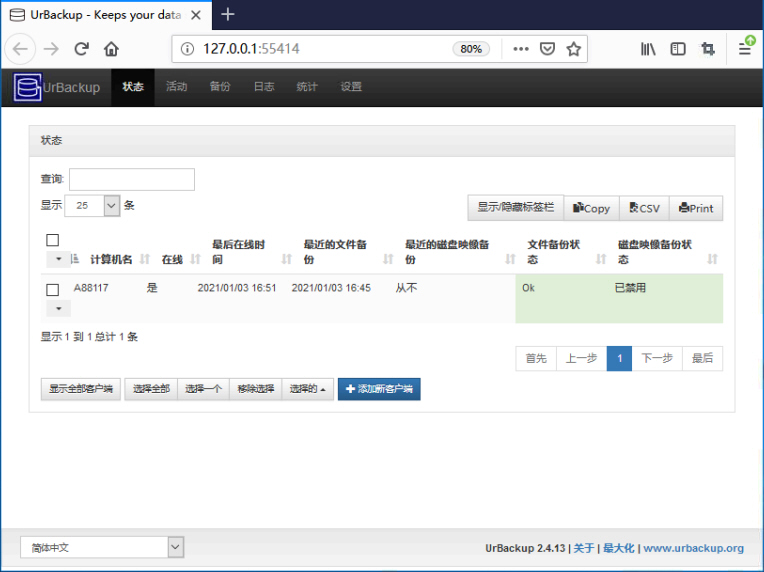 UrBackup - Keeps your data
127.0.0.1:55414
80%
UrBackup 状态 活动 备份 日志 统计 设置
状态
查询:
显示 25 条
显示/隐藏标签栏 Copy CSV Print
计算机名 在线 最后在线时间 最近的文件备份 最近的磁盘映像备份 文件备份状态 磁盘映像备份状态
A88117 是 2021/01/03 16:51 2021/01/03 16:45 从不 Ok 已禁用
显示 1 到 1 总计 1 条
首先 上一步 1 下一步 最后
显示全部客户端 选择全部 选择一个 移除选择 选择的 添加新客户端
简体中文
UrBackup 2.4.13 | 关于 | 最大化 | www.urbackup.org